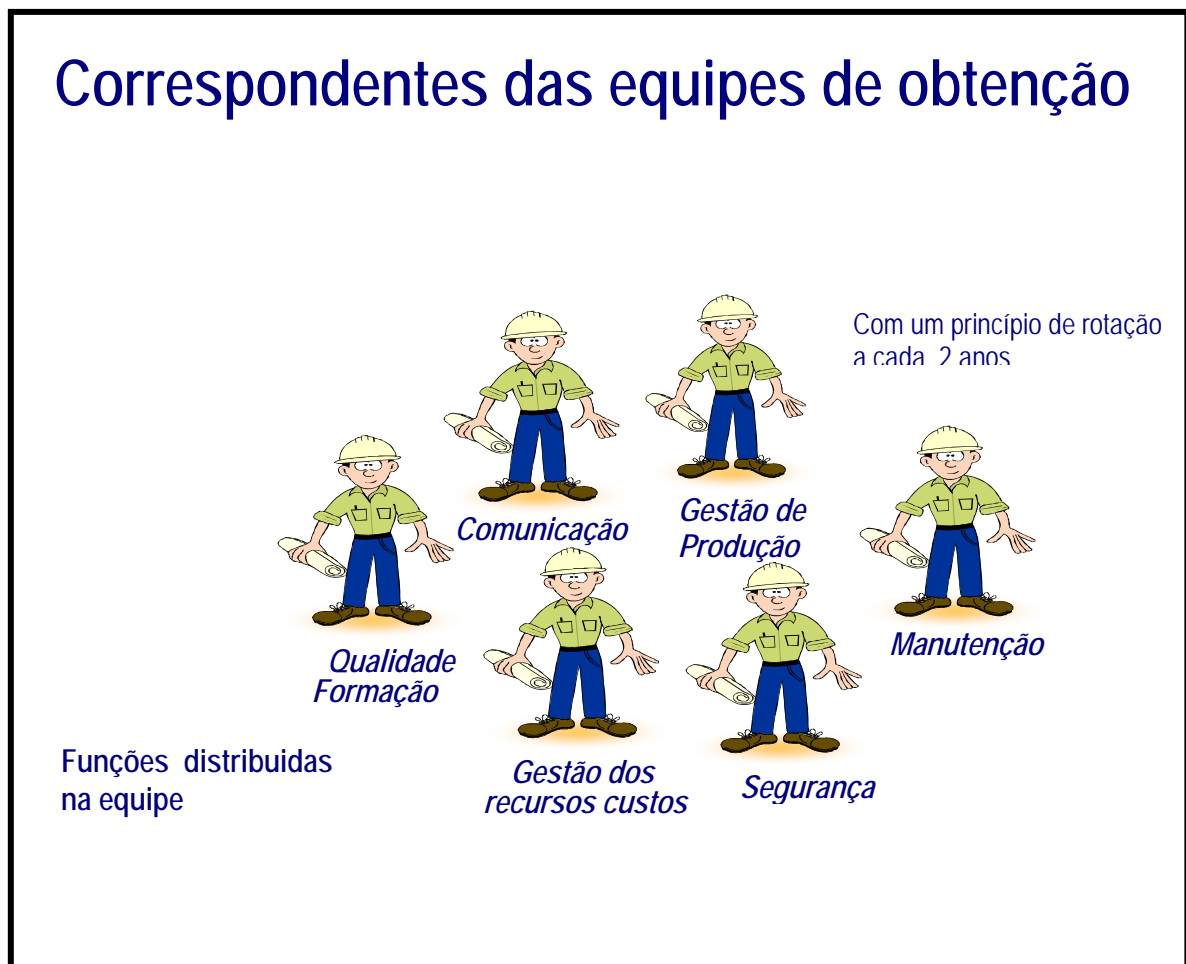 Correspondentes das equipes de obtenção
Com um princípio de rotação
a cada  2 anos
Comunicação
Gestão de
Produção
Manutenção
Qualidade
Formação
Gestão dos
recursos custos
Segurança
Funções  distribuidas
na equipe